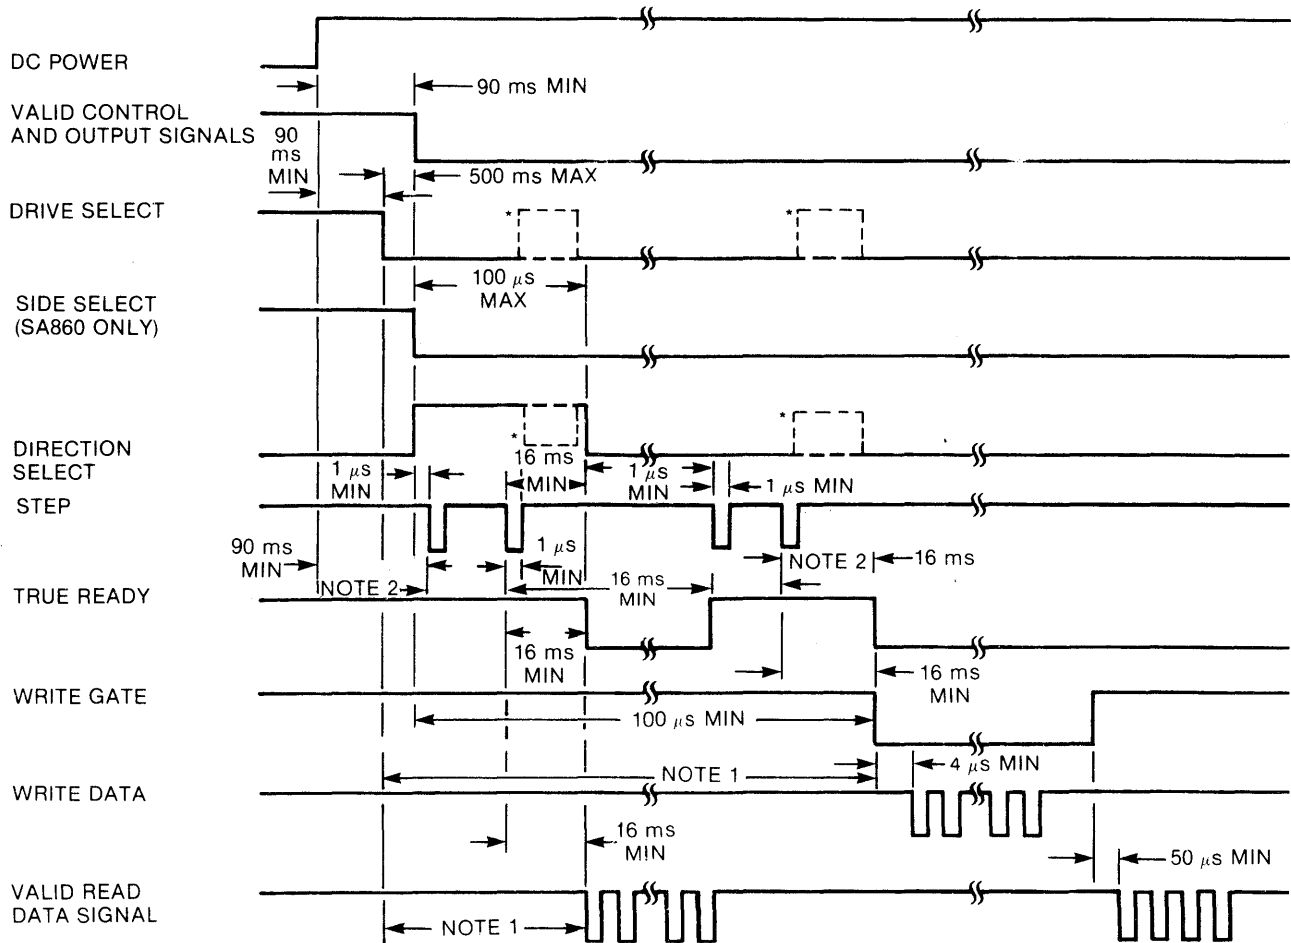 DC POWER
90 ms MIN
VALID CONTROL
AND OUTPUT SIGNALS
90
ms
MIN
500 ms MAX
DRIVE SELECT
*
*
100 μs
MAX
SIDE SELECT
(SA860 ONLY)
*
*
DIRECTION
SELECT
1 μs
MIN
16 ms
MIN
1 μs
MIN
1 μs MIN
STEP
90 ms
MIN
1 μs
MIN
NOTE 2
16 ms
NOTE 2
16 ms
MIN
TRUE READY
16 ms
MIN
16 ms
MIN
WRITE GATE
100 μs MIN
4 μs MIN
NOTE 1
WRITE DATA
16 ms
MIN
50 μs MIN
VALID READ
DATA SIGNAL
NOTE 1